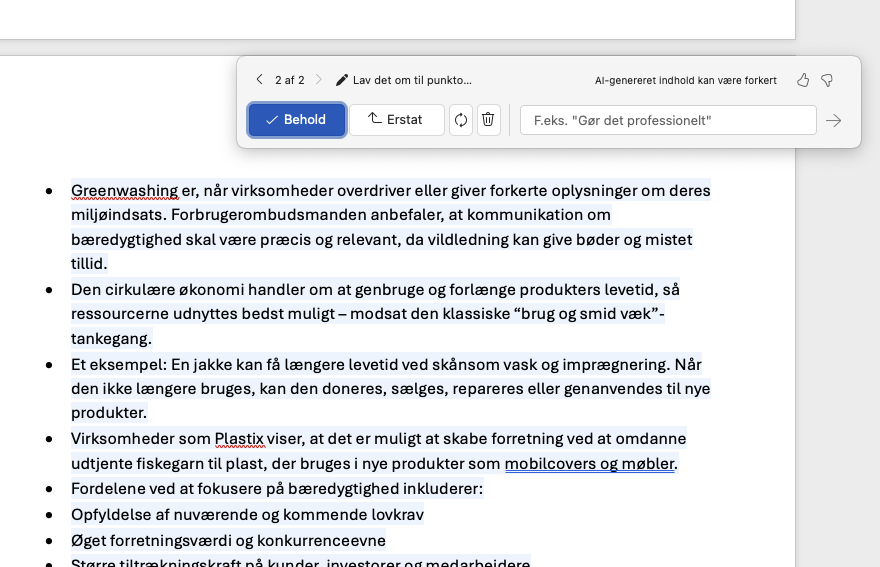 2 af 2
Lav det om til punkto...
AI-genereret indhold kan være forkert
Behold
Erstat
F.eks. "Gør det professionelt"
• Greenwashing er, når virksomheder overdriver eller giver forkerte oplysninger om deres
miljøindsats. Forbrugerombudsmanden anbefaler, at kommunikation om
bæredygtighed skal være præcis og relevant, da vildledning kan give bøder og mistet
tillid.
• Den cirkulære økonomi handler om at genbruge og forlænge produkters levetid, så
ressourcerne udnyttes bedst muligt – modsat den klassiske “brug og smid væk”-
tankegang.
• Et eksempel: En jakke kan få længere levetid ved skånsom vask og imprægnering. Når
den ikke længere bruges, kan den doneres, sælges, repareres eller genanvendes til nye
produkter.
• Virksomheder som Plastix viser, at det er muligt at skabe forretning ved at omdanne
udtjente fiskegarn til plast, der bruges i nye produkter som mobilcovers og møbler.
• Fordelene ved at fokusere på bæredygtighed inkluderer:
• Opfyldelse af nuværende og kommende lovkrav
• Øget forretningsværdi og konkurrenceevne
• Større tiltrækningskraft på kunder, investorer og medarbejdere